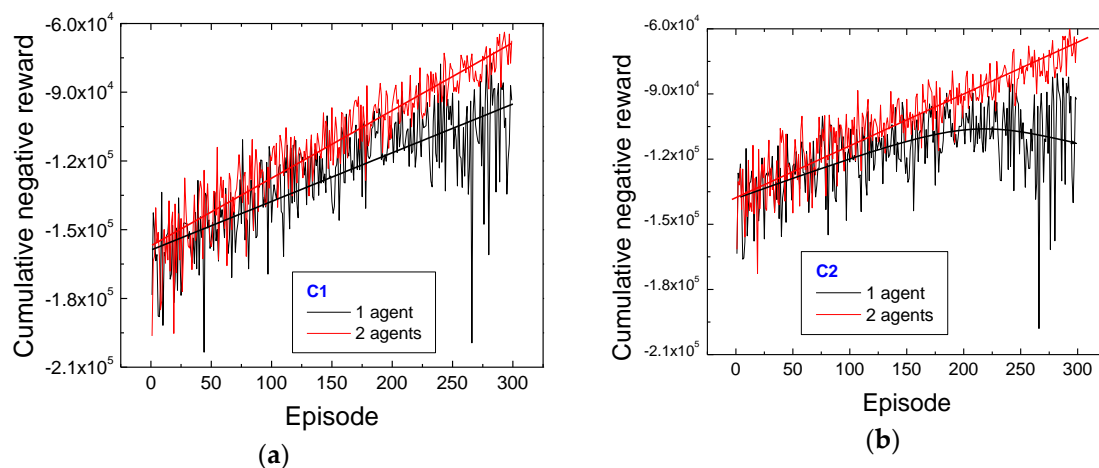 -6.0x10⁴
-9.0x10⁴
-1.2x10⁵
-1.5x10⁵
-1.8x10⁵
-2.1x10⁵
Cumulative negative reward
C1
1 agent
2 agents
0 50 100 150 200 250 300
Episode
(a)
-6.0x10⁴
-9.0x10⁴
-1.2x10⁵
-1.5x10⁵
-1.8x10⁵
-2.1x10⁵
Cumulative negative reward
C2
1 agent
2 agents
0 50 100 150 200 250 300
Episode
(b)